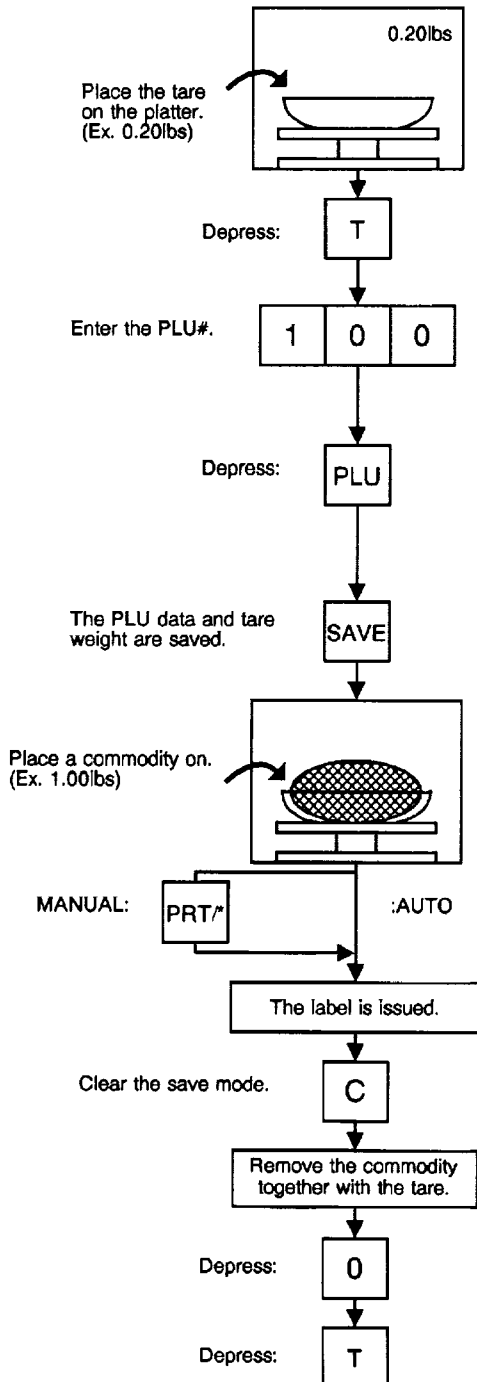 0.20lbs
Place the tare
on the platter.
(Ex. 0.20lbs)
Depress:
T
Enter the PLU#.
1 0 0
Depress:
PLU
The PLU data and tare
weight are saved.
SAVE
Place a commodity on.
(Ex. 1.00lbs)
MANUAL:
PRT/*
:AUTO
The label is issued.
Clear the save mode.
C
Remove the commodity
together with the tare.
Depress:
0
Depress:
T